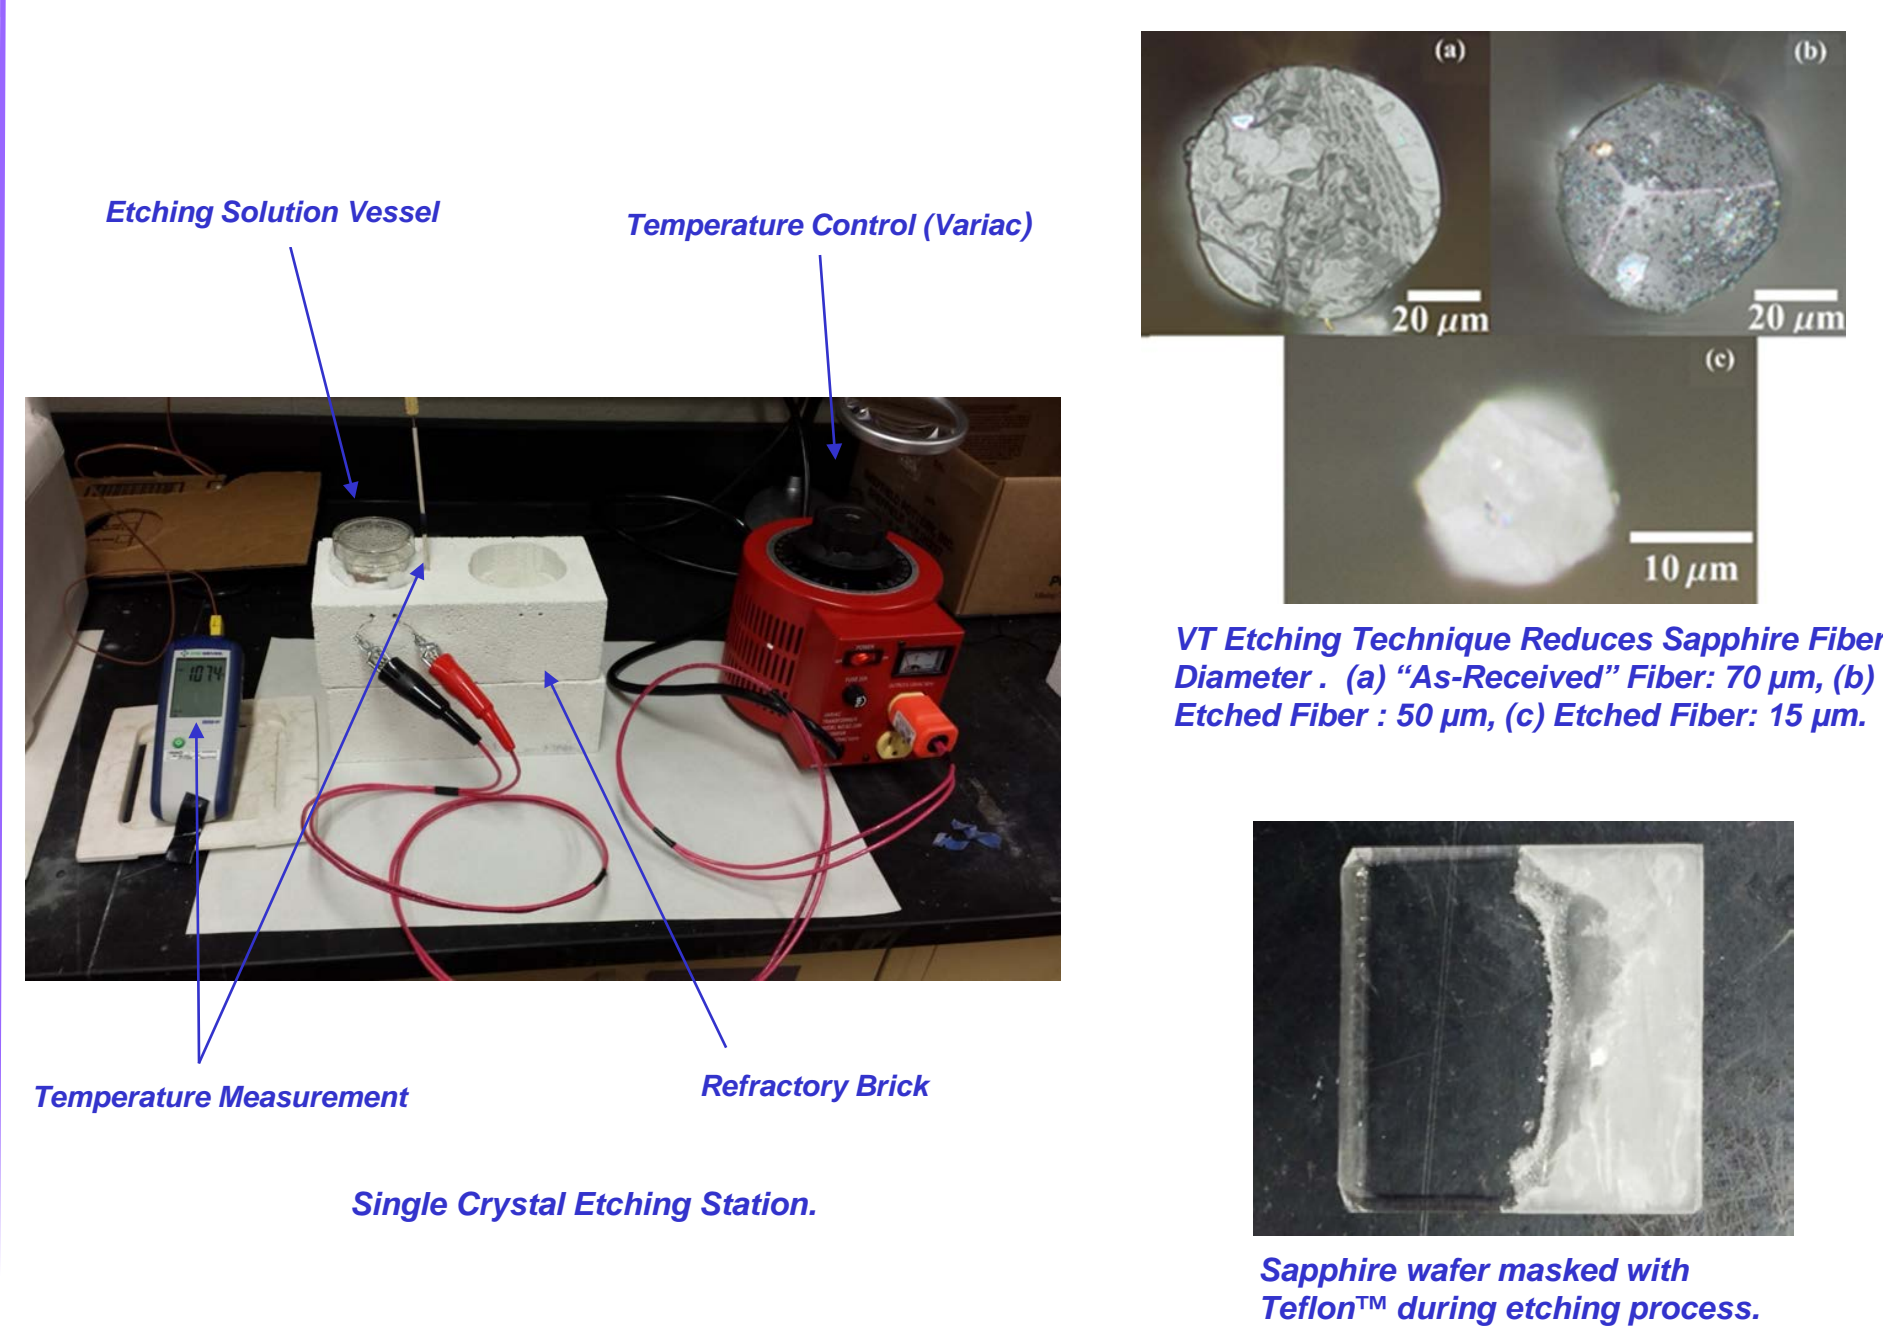 Etching Solution Vessel
Temperature Control (Variac)
(a)
(b)
20 µm
20 µm
(c)
10 µm
VT Etching Technique Reduces Sapphire Fiber
Diameter .  (a) “As-Received” Fiber: 70 µm, (b)
Etched Fiber : 50 µm, (c) Etched Fiber: 15 µm.
1074
POWER
Temperature Measurement
Refractory Brick
Single Crystal Etching Station.
Sapphire wafer masked with
Teflon™ during etching process.